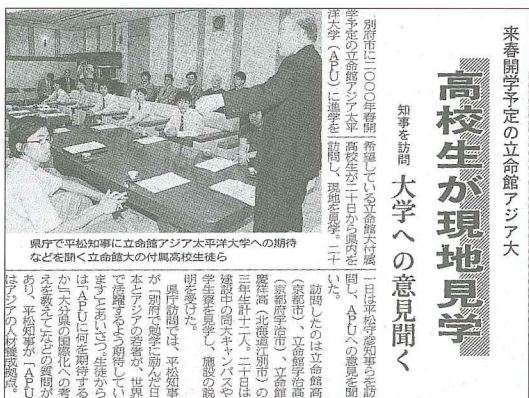 来春開学予定の立命館アジア大
高校生が現地見学
知事を訪問
大学への意見聞く
別府市に二〇〇〇年春開
学予定の立命館アジア太平
洋大学(APU)に進学を
希望している立命館大付属
高校生が二十日から県内を
訪問し、現地を見学。二十
一日は平松守彦知事らを訪
問し、APUへの意見を聞
いた。
訪問したのは立命館高
(京都市)、立命館宇治高
(京都府宇治市)、立命館
慶祥高(北海道江別市)の
三年生計十二人。二十日は
建設中の同大キャンパスや
学生寮を見学し、施設の説
明を受けた。
県庁訪問では、平松知事
が「別府で勉学に励んだ日
本とアジアの若者が、世界
で活躍するよう期待してい
ます」とあいさつ。生徒から
は「APUに何を期待する
か」「大分県の国際化への考
えを教えて」などの質問が
あり、平松知事が「APU
はアジアの人材養成拠点。
県庁で平松知事に立命館アジア太平洋大学への期待
などを聞く立命館大の付属高校生徒ら